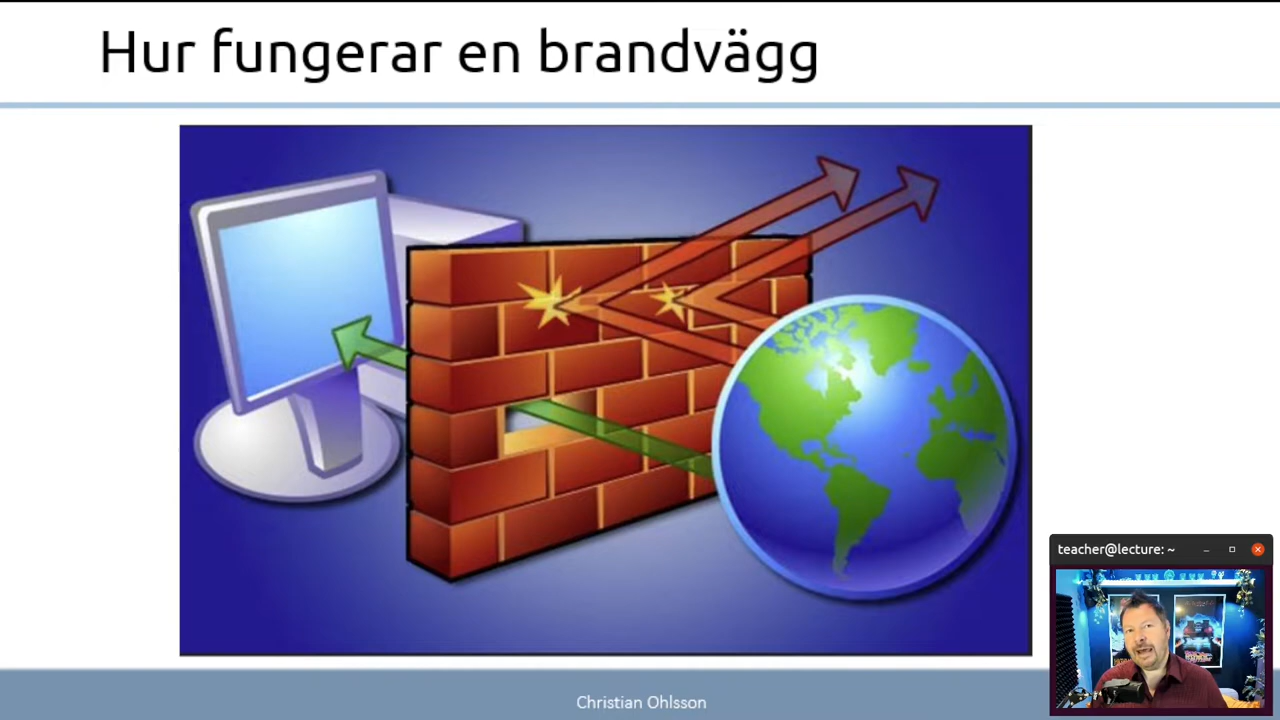 Hur fungerar en brandvägg
teacher@lecture: ~
Christian Ohlsson